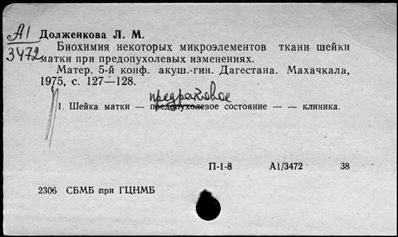 А1
3472
Долженкова Л. М.
Биохимия некоторых микроэлементов ткани шейки
матки при предопухолевых изменениях.
Матер. 5-й конф. акуш.-гин. Дагестана. Махачкала,
1975, с. 127—128.
предраковое
1. Шейка матки — предопухолевое состояние — — клиника.
П-1-8 А1/3472 38
2306 СБМБ при ГЦНМБ